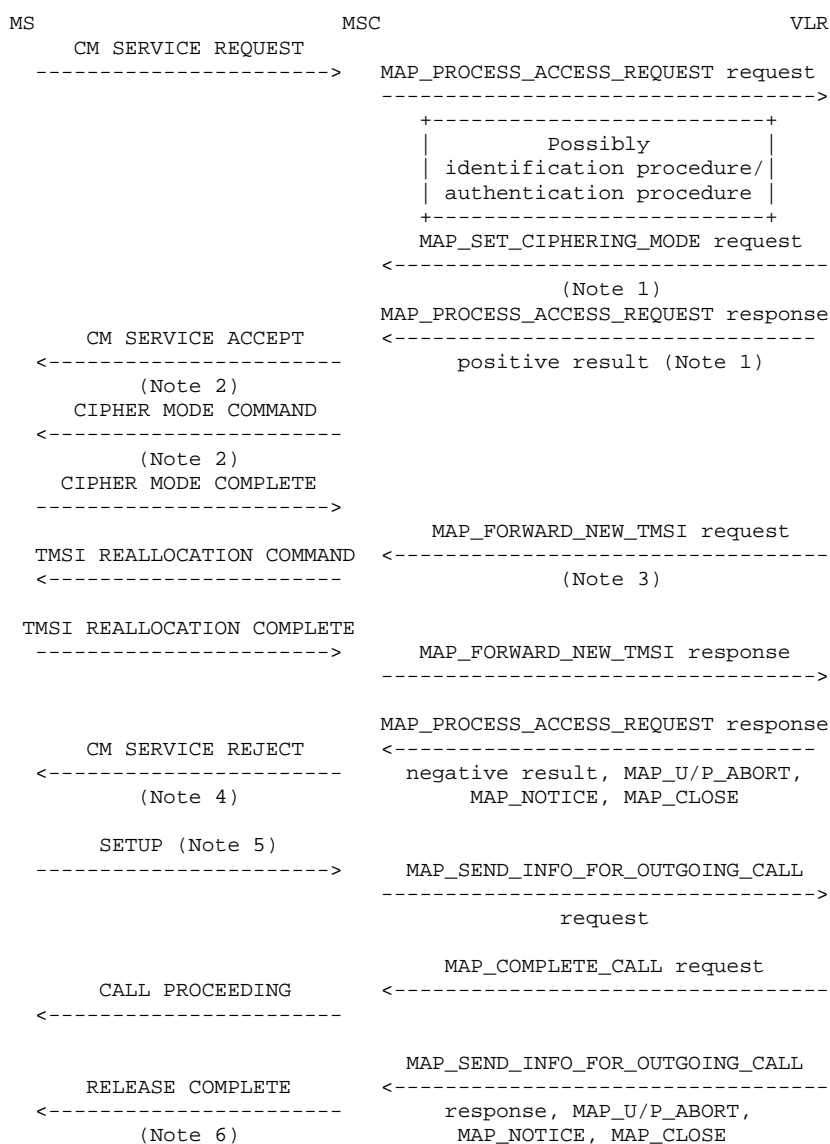 MS MSC VLR
CM SERVICE REQUEST
-----------------------> MAP_PROCESS_ACCESS_REQUEST request
---------------------------------->
+--------------------------+
| Possibly |
| identification procedure/|
| authentication procedure |
+--------------------------+
MAP_SET_CIPHERING_MODE request
<----------------------------------
(Note 1)
MAP_PROCESS_ACCESS_REQUEST response
CM SERVICE ACCEPT <---------------------------------
<----------------------- positive result (Note 1)
(Note 2)
CIPHER MODE COMMAND
<-----------------------
(Note 2)
CIPHER MODE COMPLETE
----------------------->
MAP_FORWARD_NEW_TMSI request
TMSI REALLOCATION COMMAND <----------------------------------
<----------------------- (Note 3)
TMSI REALLOCATION COMPLETE
-----------------------> MAP_FORWARD_NEW_TMSI response
---------------------------------->
MAP_PROCESS_ACCESS_REQUEST response
CM SERVICE REJECT <---------------------------------
<----------------------- negative result, MAP_U/P_ABORT,
(Note 4) MAP_NOTICE, MAP_CLOSE
SETUP (Note 5)
-----------------------> MAP_SEND_INFO_FOR_OUTGOING_CALL
---------------------------------->
request
MAP_COMPLETE_CALL request
CALL PROCEEDING <----------------------------------
<-----------------------
MAP_SEND_INFO_FOR_OUTGOING_CALL
RELEASE COMPLETE <----------------------------------
<----------------------- response, MAP_U/P_ABORT,
(Note 6) MAP_NOTICE, MAP_CLOSE